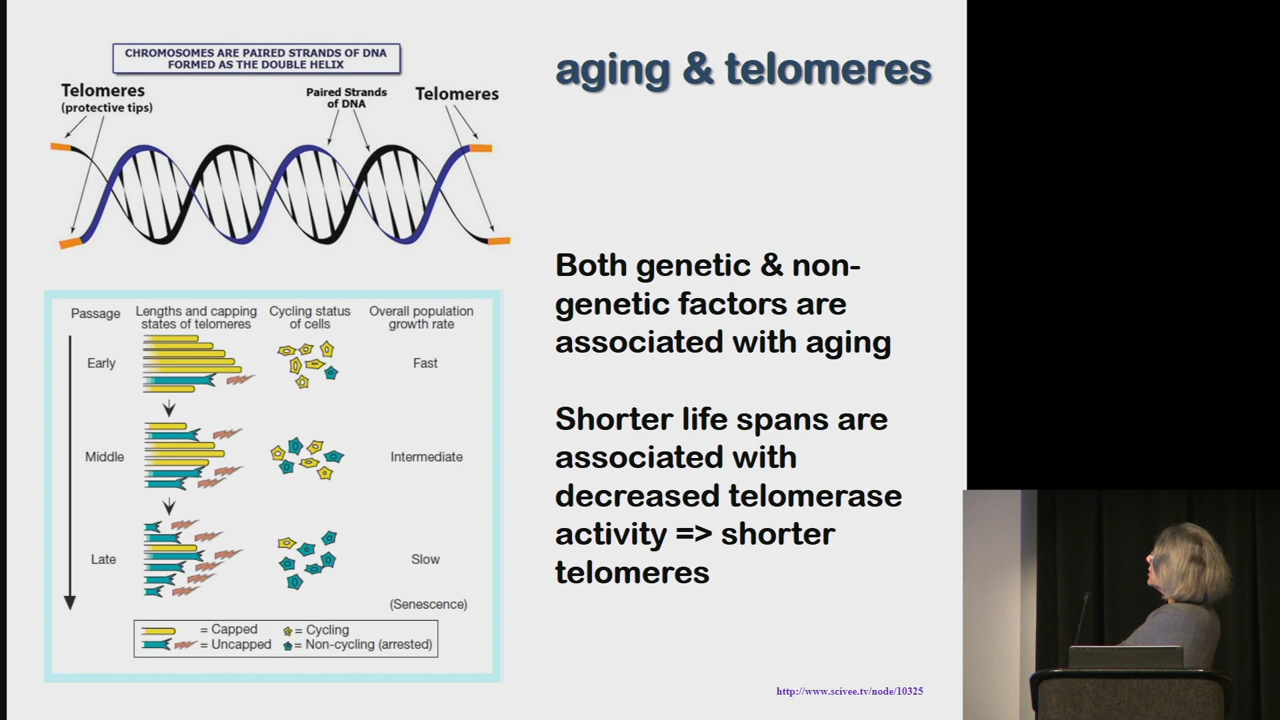 CHROMOSOMES ARE PAIRED STRANDS OF DNA
FORMED AS THE DOUBLE HELIX
Telomeres
(protective tips)
Paired Strands
of DNA
Telomeres
aging & telomeres
Both genetic & non-
genetic factors are
associated with aging
Shorter life spans are
associated with
decreased telomerase
activity => shorter
telomeres
Passage
Lengths and capping
states of telomeres
Cycling status
of cells
Overall population
growth rate
Early
Fast
Middle
Intermediate
Late
Slow
(Senescence)
= Capped
= Cycling
= Uncapped
= Non-cycling (arrested)
http://www.scivee.tv/node/10325